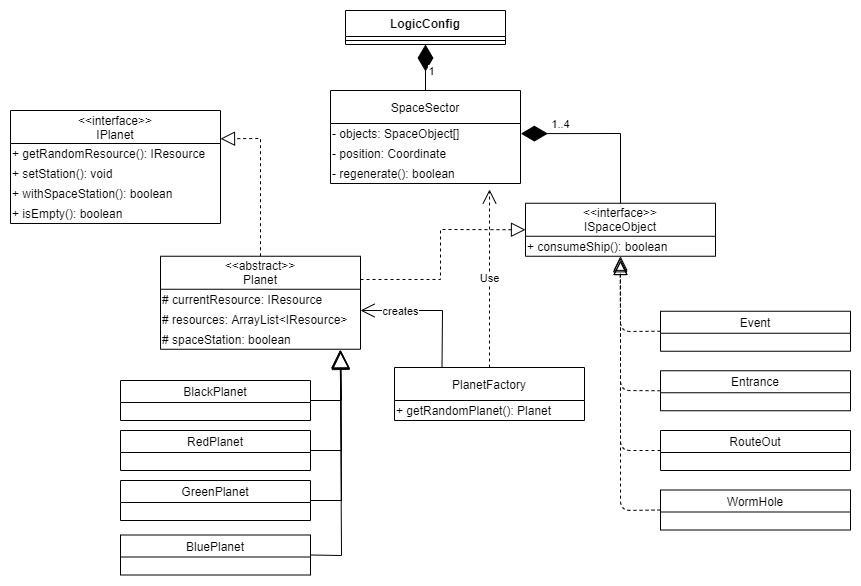 LogicConfig
1
SpaceSector
- objects: SpaceObject[]
- position: Coordinate
- regenerate(): boolean
1..4
<<interface>>
IPlanet
+ getRandomResource(): IResource
+ setStation(): void
+ withSpaceStation(): boolean
+ isEmpty(): boolean
<<interface>>
ISpaceObject
+ consumeShip(): boolean
<<abstract>>
Planet
# currentResource: IResource
# resources: ArrayList<IResource>
# spaceStation: boolean
Use
creates
PlanetFactory
+ getRandomPlanet(): Planet
BlackPlanet
RedPlanet
GreenPlanet
BluePlanet
Event
Entrance
RouteOut
WormHole